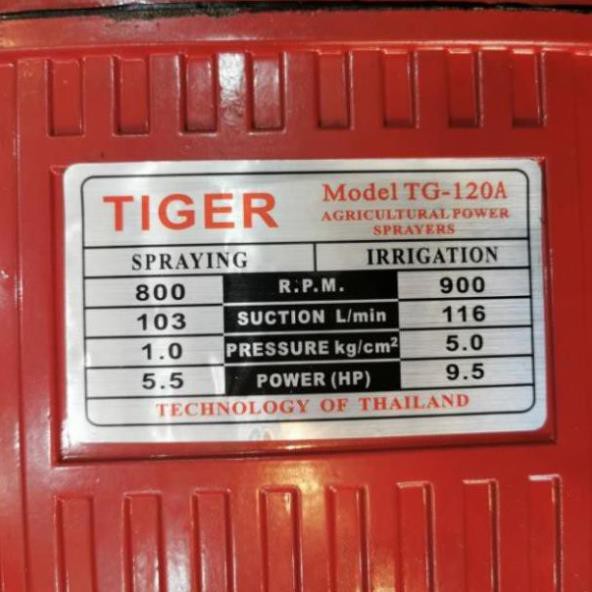 TIGER
Model TG-120A
AGRICULTURAL POWER
SPRAYERS
SPRAYING IRRIGATION
800 R.P.M. 900
103 SUCTION L/min 116
1.0 PRESSURE kg/cm² 5.0
5.5 POWER (HP) 9.5
TECHNOLOGY OF THAILAND